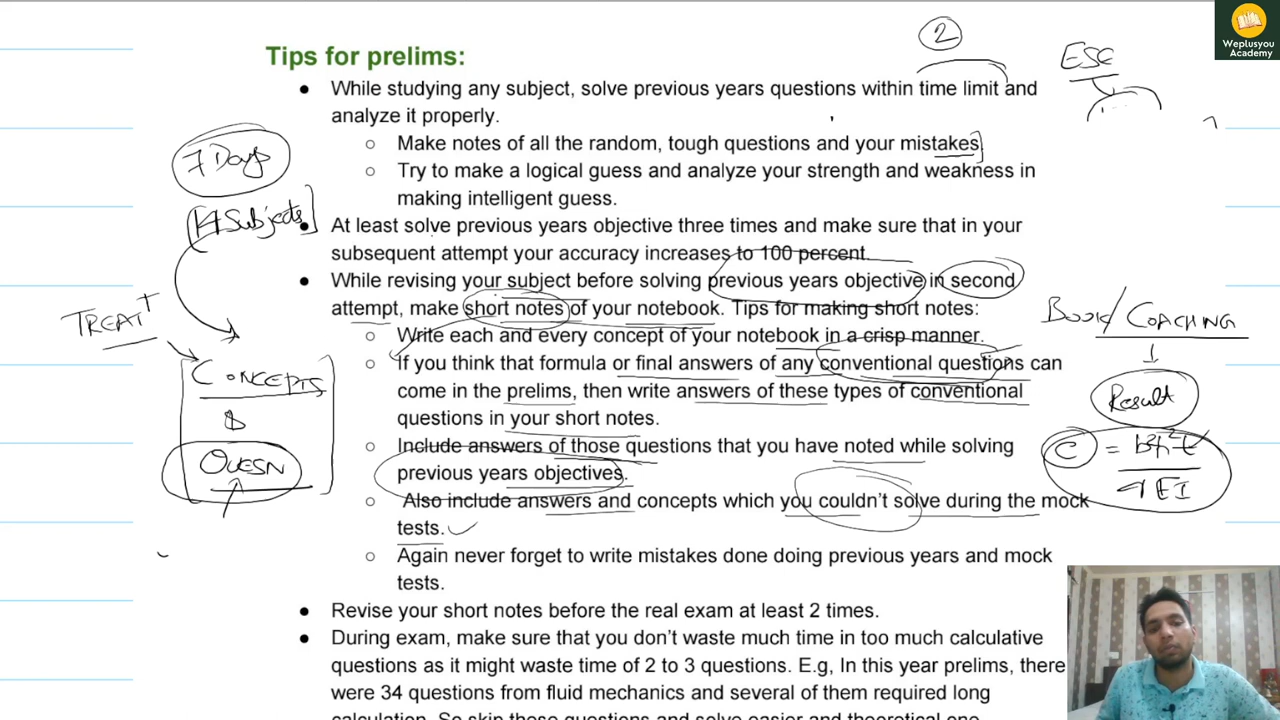 Weplusyou
Academy
2
ESE
Tips for prelims:
● While studying any subject, solve previous years questions within time limit and
analyze it properly.
○ Make notes of all the random, tough questions and your mistakes
○ Try to make a logical guess and analyze your strength and weakness in
making intelligent guess.
7 Days
14 Subjects
● At least solve previous years objective three times and make sure that in your
subsequent attempt your accuracy increases to 100 percent.
● While revising your subject before solving previous years objective in second
attempt, make short notes of your notebook. Tips for making short notes:
○ Write each and every concept of your notebook in a crisp manner.
○ If you think that formula or final answers of any conventional questions can
come in the prelims, then write answers of these types of conventional
questions in your short notes.
○ Include answers of those questions that you have noted while solving
previous years objectives.
○ Also include answers and concepts which you couldn't solve during the mock
tests.
○ Again never forget to write mistakes done doing previous years and mock
tests.
● Revise your short notes before the real exam at least 2 times.
● During exam, make sure that you don't waste much time in too much calculative
questions as it might waste time of 2 to 3 questions. E.g, In this year prelims, there
were 34 questions from fluid mechanics and several of them required long
calculation. So skip those questions and solve easier and theoretical one
TREAT
CONCEPTS
&
QUESN
BOOK/COACHING
Result